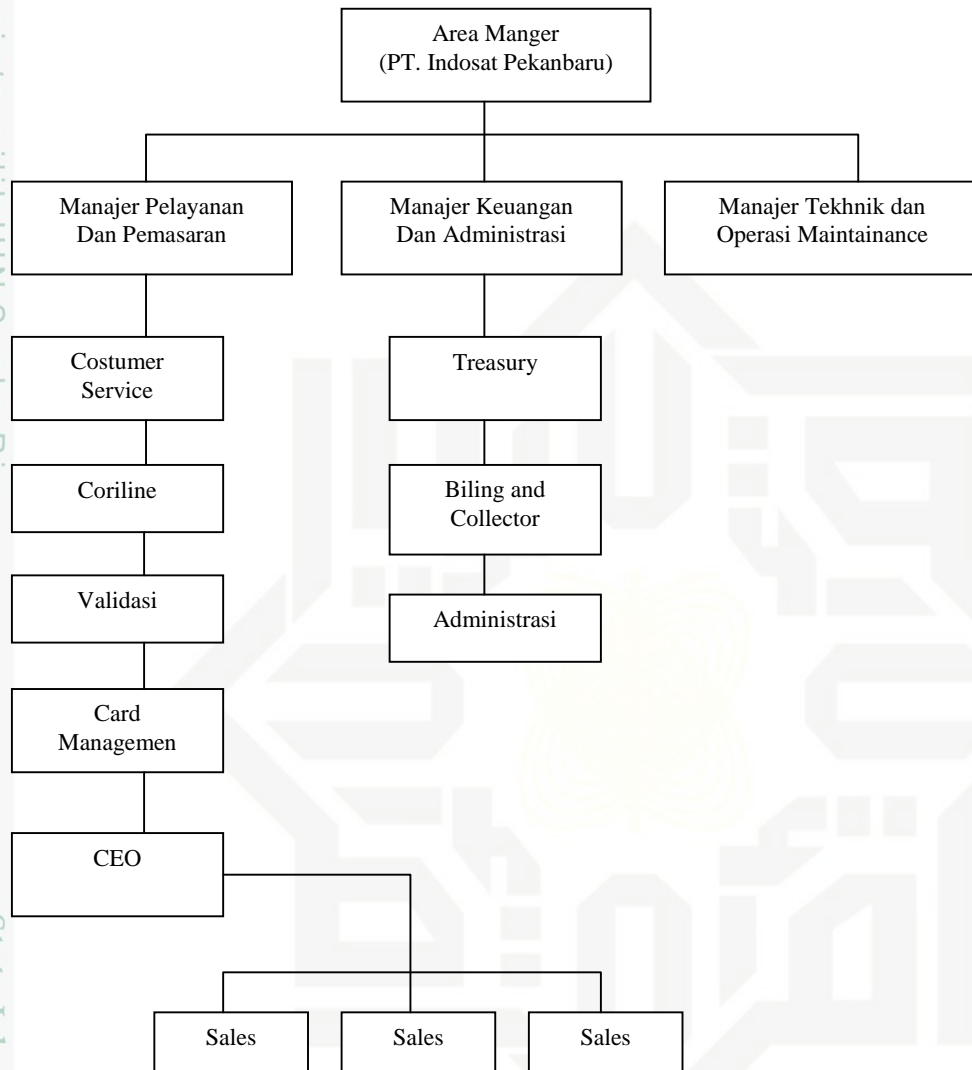 Area Manger
(PT. Indosat Pekanbaru)
Manajer Pelayanan
Dan Pemasaran
Manajer Keuangan
Dan Administrasi
Manajer Tekhnik dan
Operasi Maintainance
Costumer
Service
Treasury
Coriline
Biling and
Collector
Validasi
Administrasi
Card
Managemen
CEO
Sales
Sales
Sales